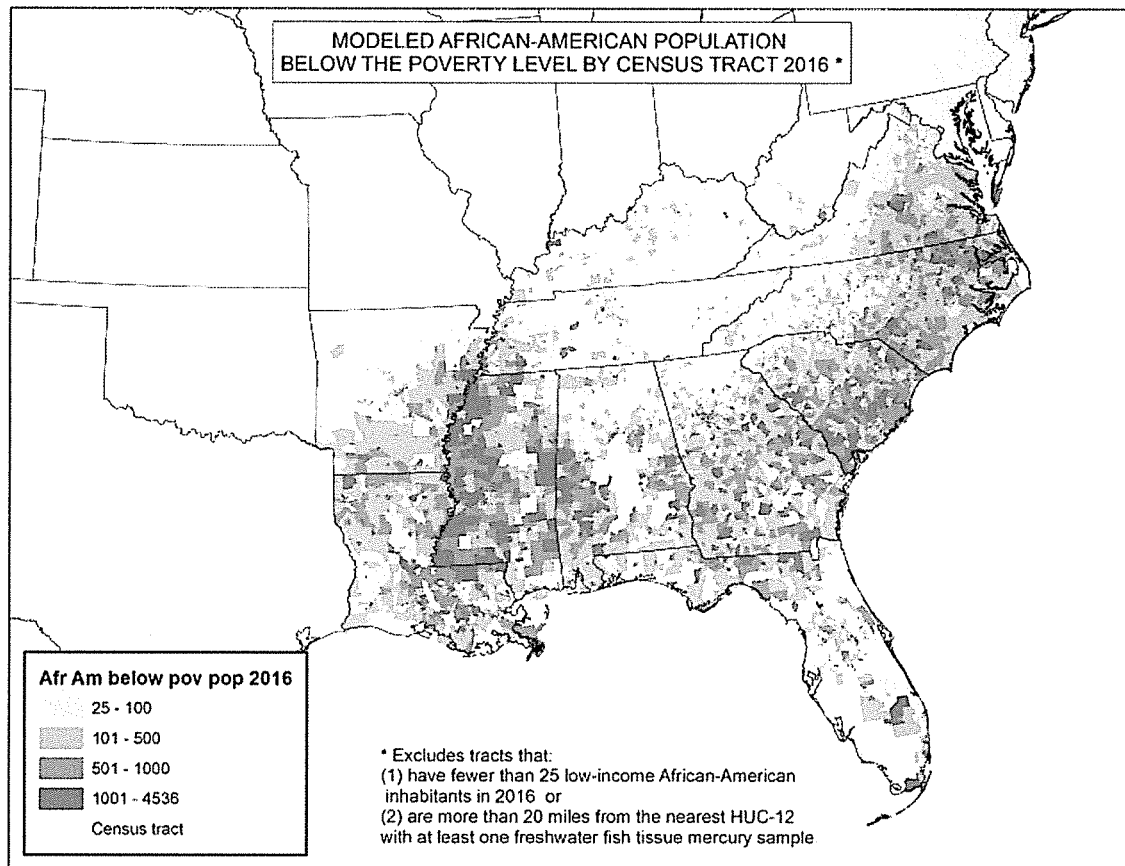 MODELED AFRICAN-AMERICAN POPULATION
BELOW THE POVERTY LEVEL BY CENSUS TRACT 2016 *
Afr Am below pov pop 2016
25 - 100
101 - 500
501 - 1000
1001 - 4536
Census tract
* Excludes tracts that:
(1) have fewer than 25 low-income African-American
inhabitants in 2016 or
(2) are more than 20 miles from the nearest HUC-12
with at least one freshwater fish tissue mercury sample